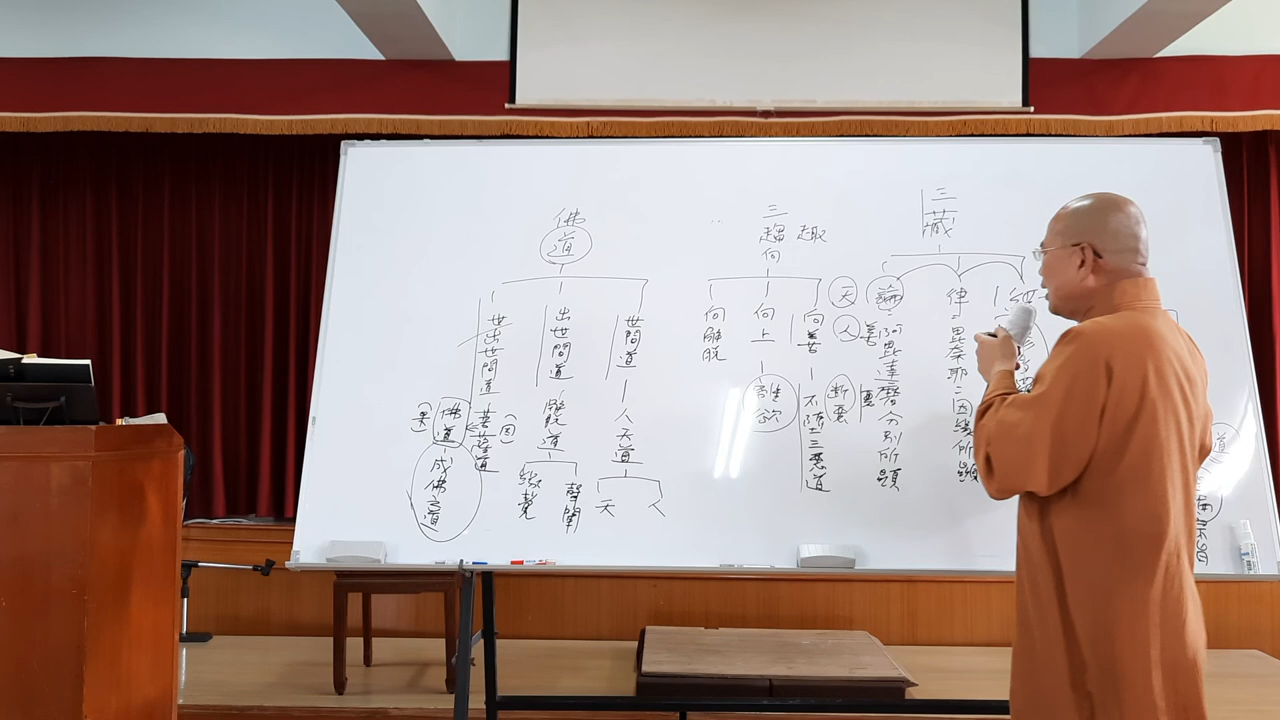 三藏
論
阿毘達磨
分別所顯
律
毘奈耶
因緣所顯
三趣向
趣
向善
不墮三惡道
天
人
善
斷惡
向上
離欲
向解脫
佛道
世間道
人天道
人
天
出世間道
解脫道
聲聞
緣覺
世出世間道
菩薩道
(因)
佛道
(果)
成佛之道
道